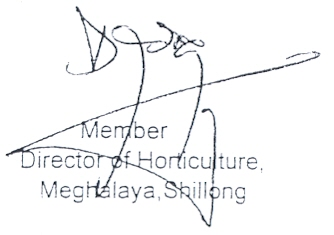 Member
Director of Horticulture,
Meghalaya,Shillong